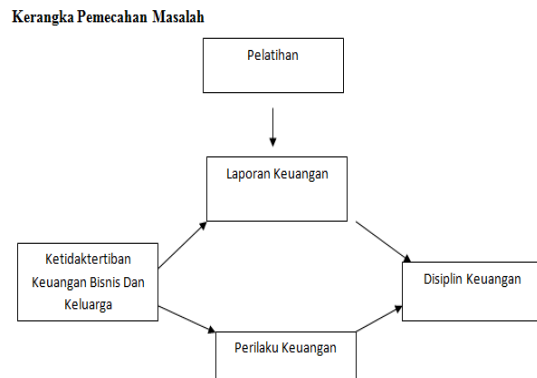 Kerangka Pemecahan Masalah
Pelatihan
Laporan Keuangan
Ketidaktertiban
Keuangan Bisnis Dan
Keluarga
Disiplin Keuangan
Perilaku Keuangan